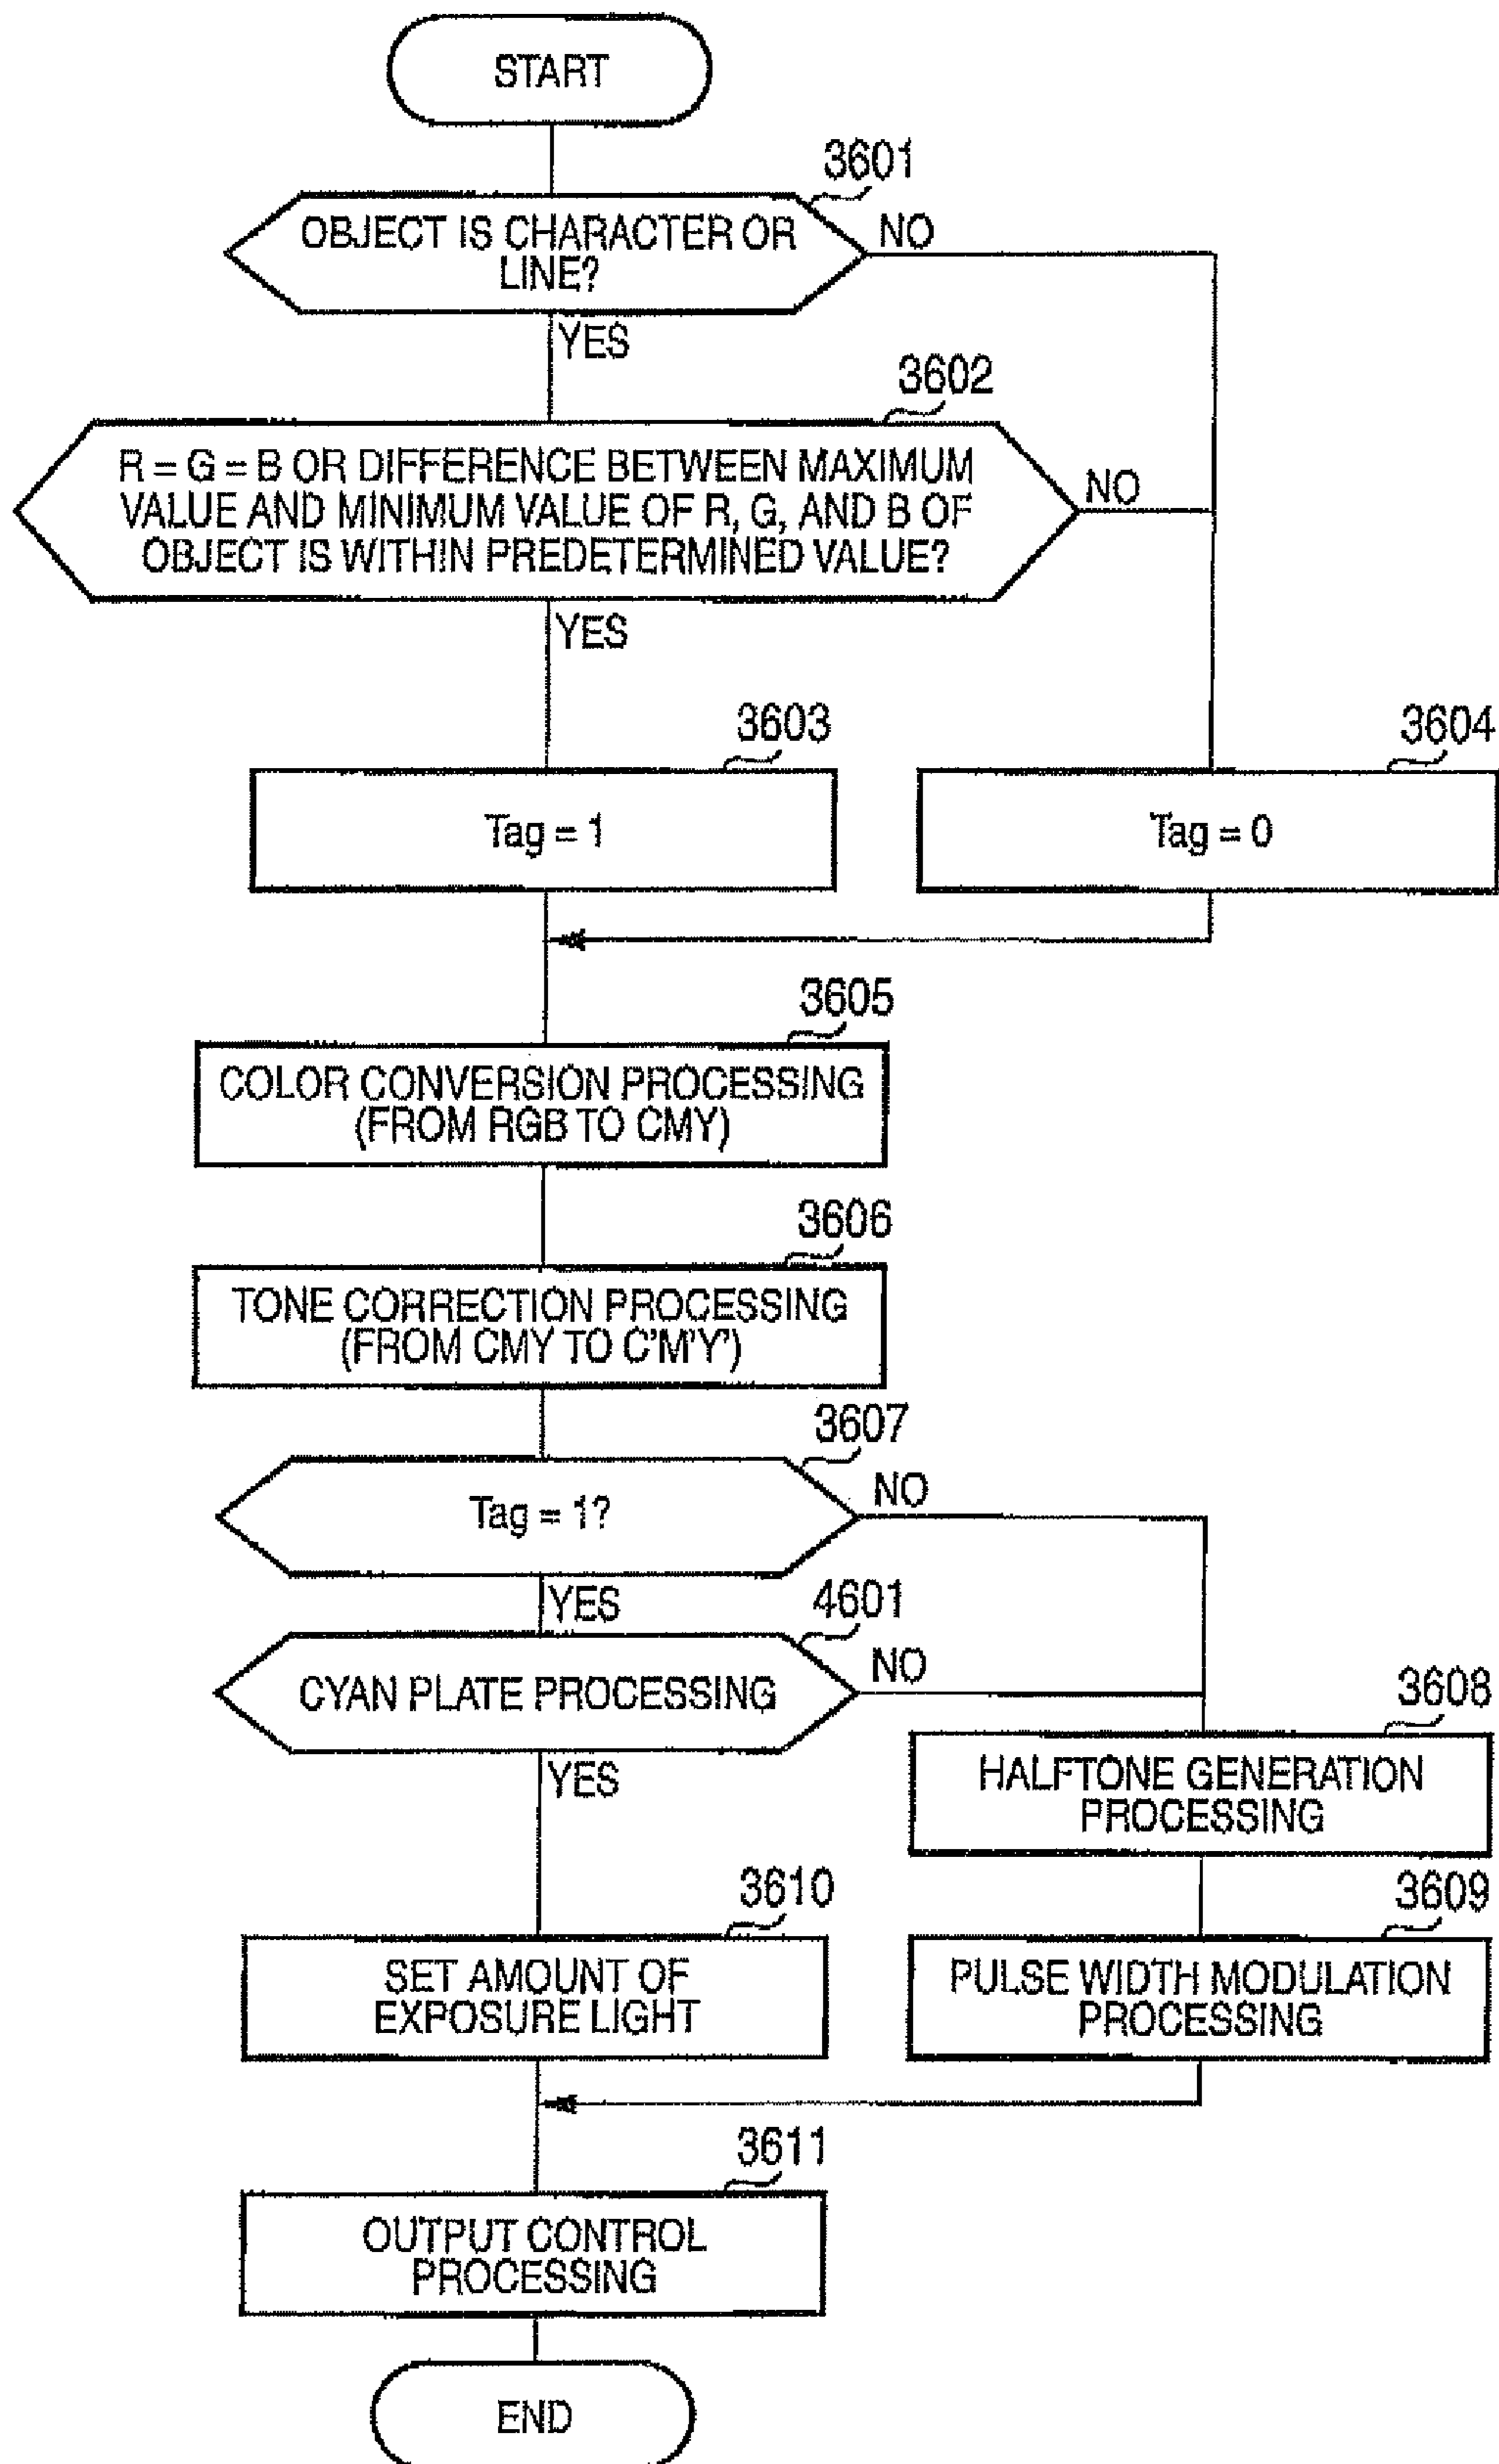 START
3601
OBJECT IS CHARACTER OR
LINE?
NO
YES
3602
R = G = B OR DIFFERENCE BETWEEN MAXIMUM
VALUE AND MINIMUM VALUE OF R, G, AND B OF
OBJECT IS WITHIN PREDETERMINED VALUE?
NO
YES
3603
Tag = 1
3604
Tag = 0
3605
COLOR CONVERSION PROCESSING
(FROM RGB TO CMY)
3606
TONE CORRECTION PROCESSING
(FROM CMY TO C'M'Y')
3607
Tag = 1?
NO
YES
4601
CYAN PLATE PROCESSING
NO
YES
3608
HALFTONE GENERATION
PROCESSING
3610
SET AMOUNT OF
EXPOSURE LIGHT
3609
PULSE WIDTH MODULATION
PROCESSING
3611
OUTPUT CONTROL
PROCESSING
END